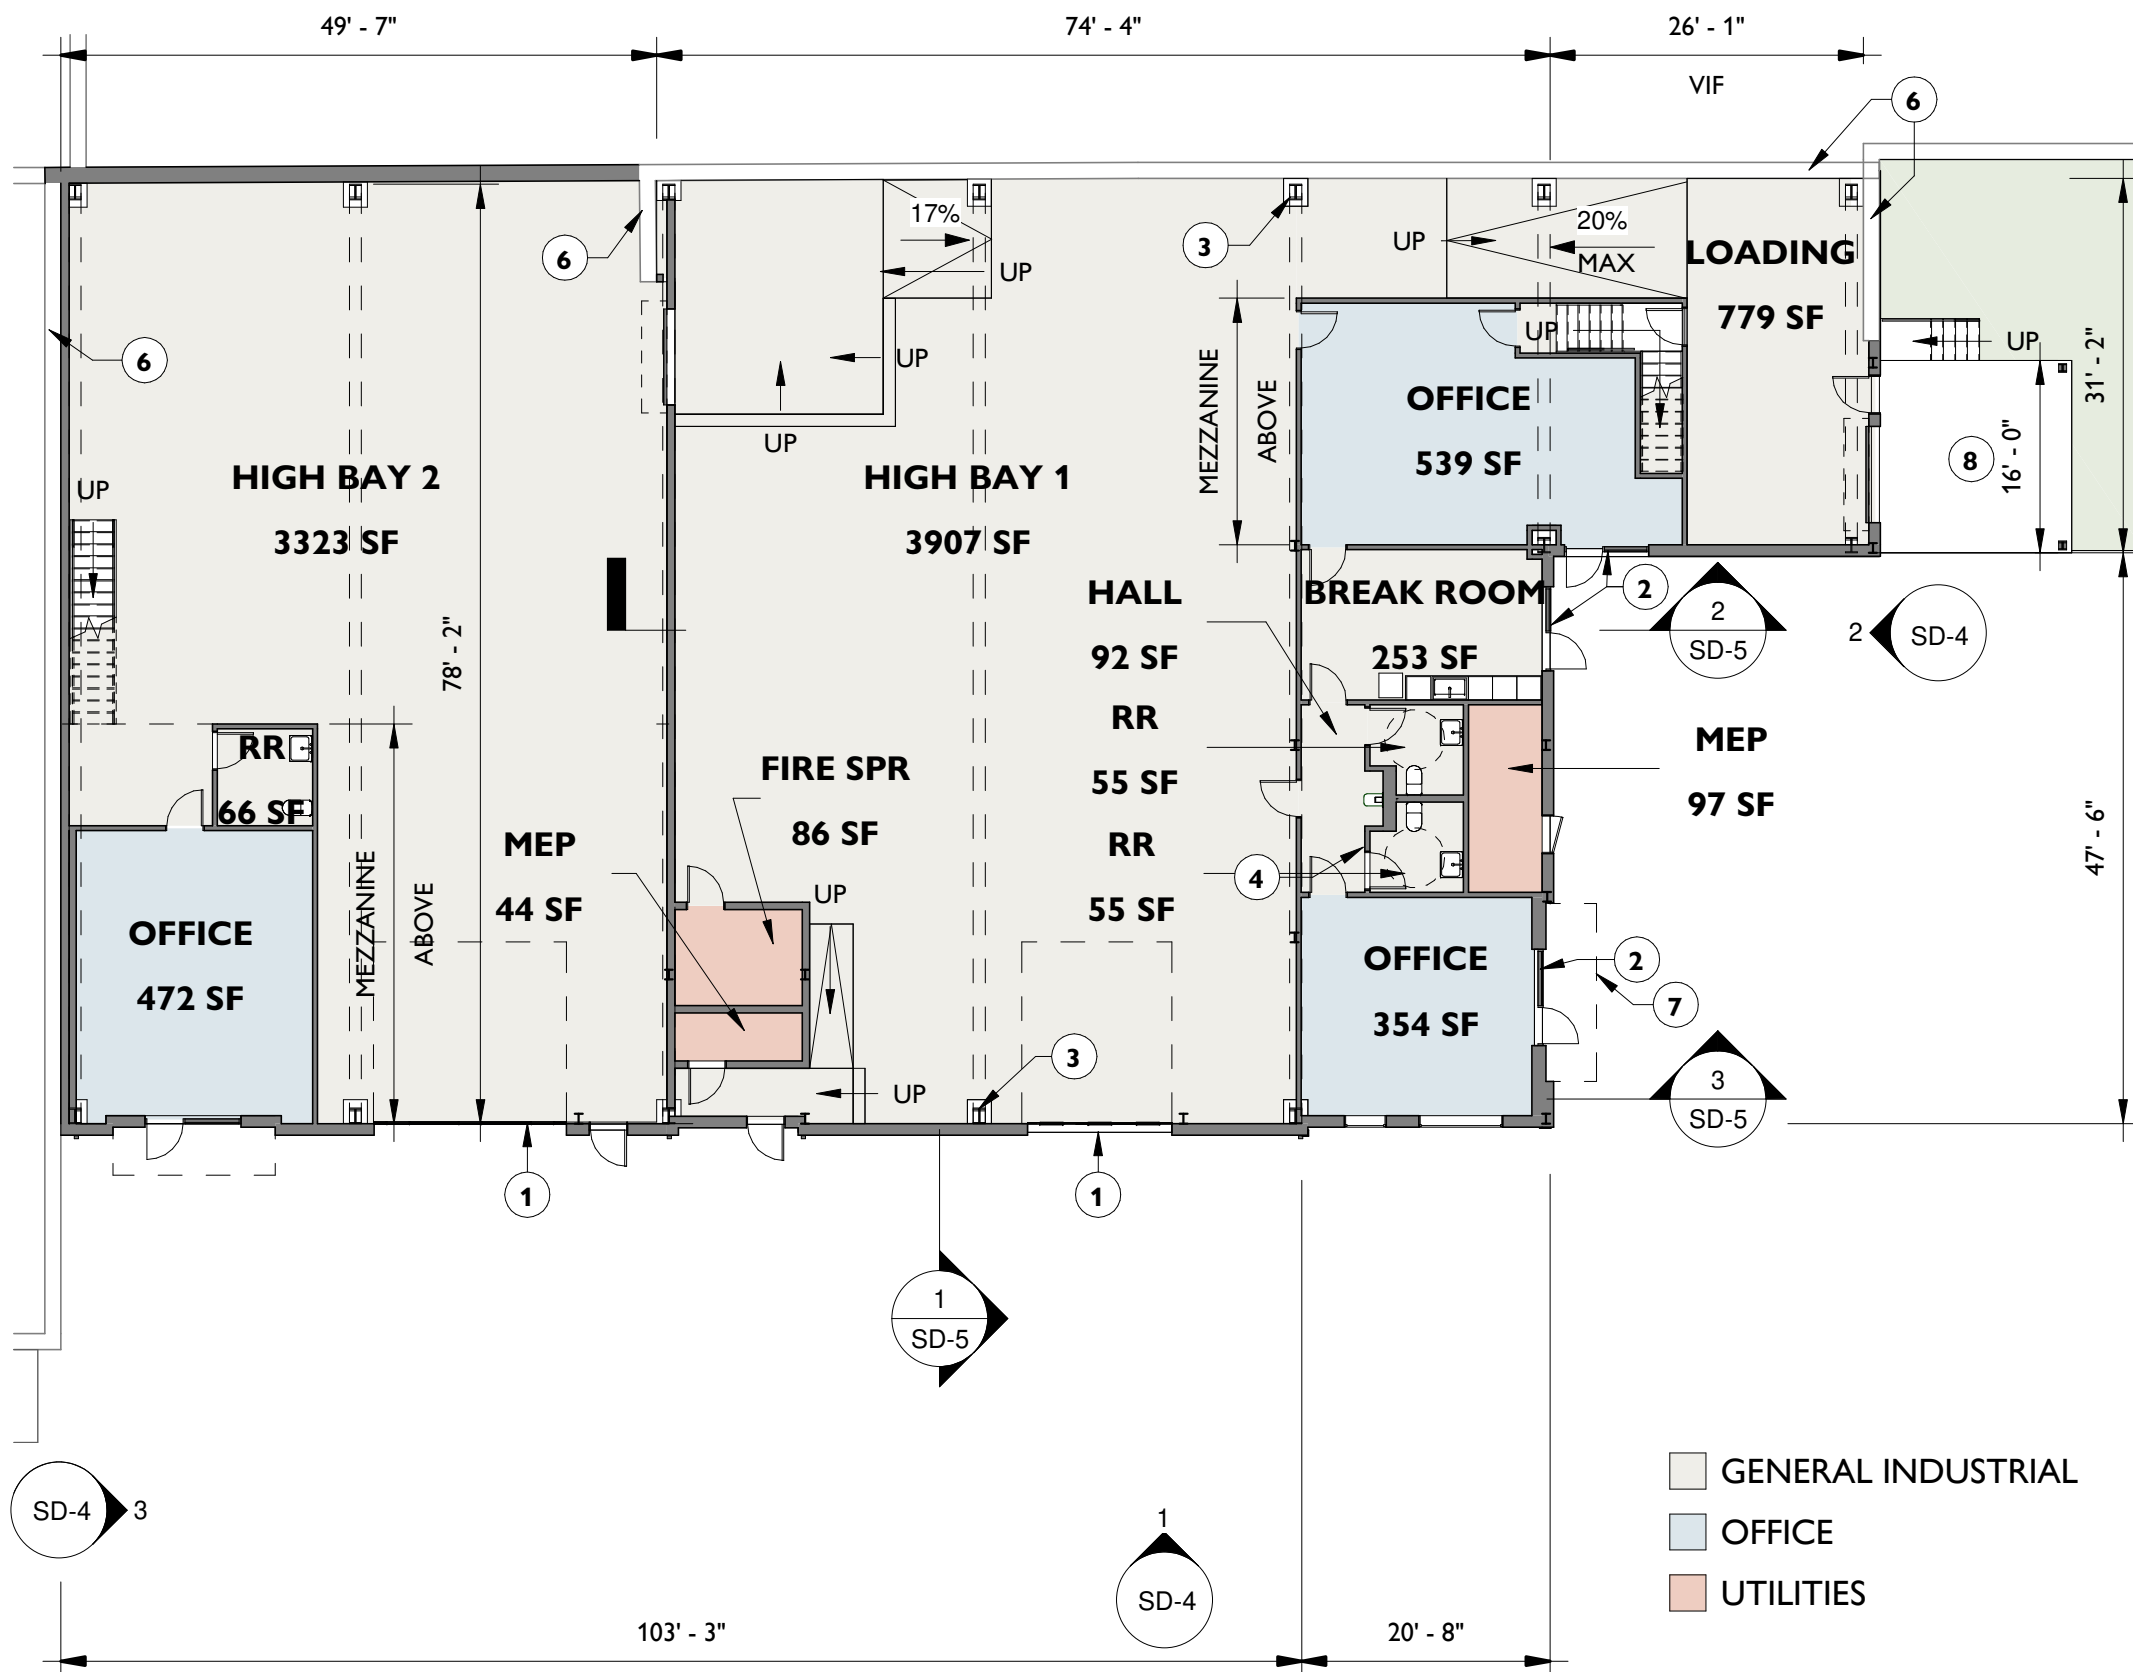 49' - 7"
74' - 4"
26' - 1"
VIF
6
17%
UP
3
UP
20%
MAX
LOADING
779 SF
6
6
UP
UP
UP
MEZZANINE
ABOVE
UP
OFFICE
539 SF
UP
8
16' - 0"
31' - 2"
HIGH BAY 2
3323 SF
UP
78' - 2"
HIGH BAY 1
3907 SF
HALL
92 SF
BREAK ROOM
253 SF
2
2
SD-5
2
SD-4
RR
55 SF
RR
55 SF
4
MEP
97 SF
47' - 6"
RR
66 SF
FIRE SPR
86 SF
MEP
44 SF
UP
OFFICE
472 SF
MEZZANINE
ABOVE
OFFICE
354 SF
2
7
3
UP
3
SD-5
1
1
1
SD-5
SD-4
3
1
SD-4
GENERAL INDUSTRIAL
OFFICE
UTILITIES
103' - 3"
20' - 8"